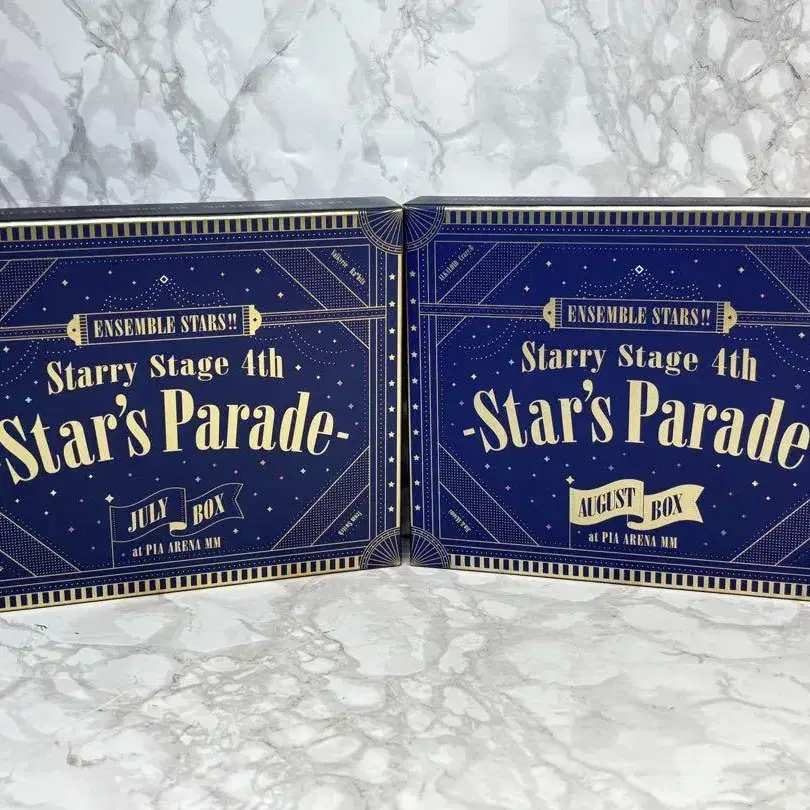 ENSEMBLE STARS!!
Starry Stage 4th
Star's Parade-
JULY BOX
at PIA ARENA MM
ENSEMBLE STARS!!
Starry Stage 4th
-Star's Parade
AUGUST BOX
at PIA ARENA MM